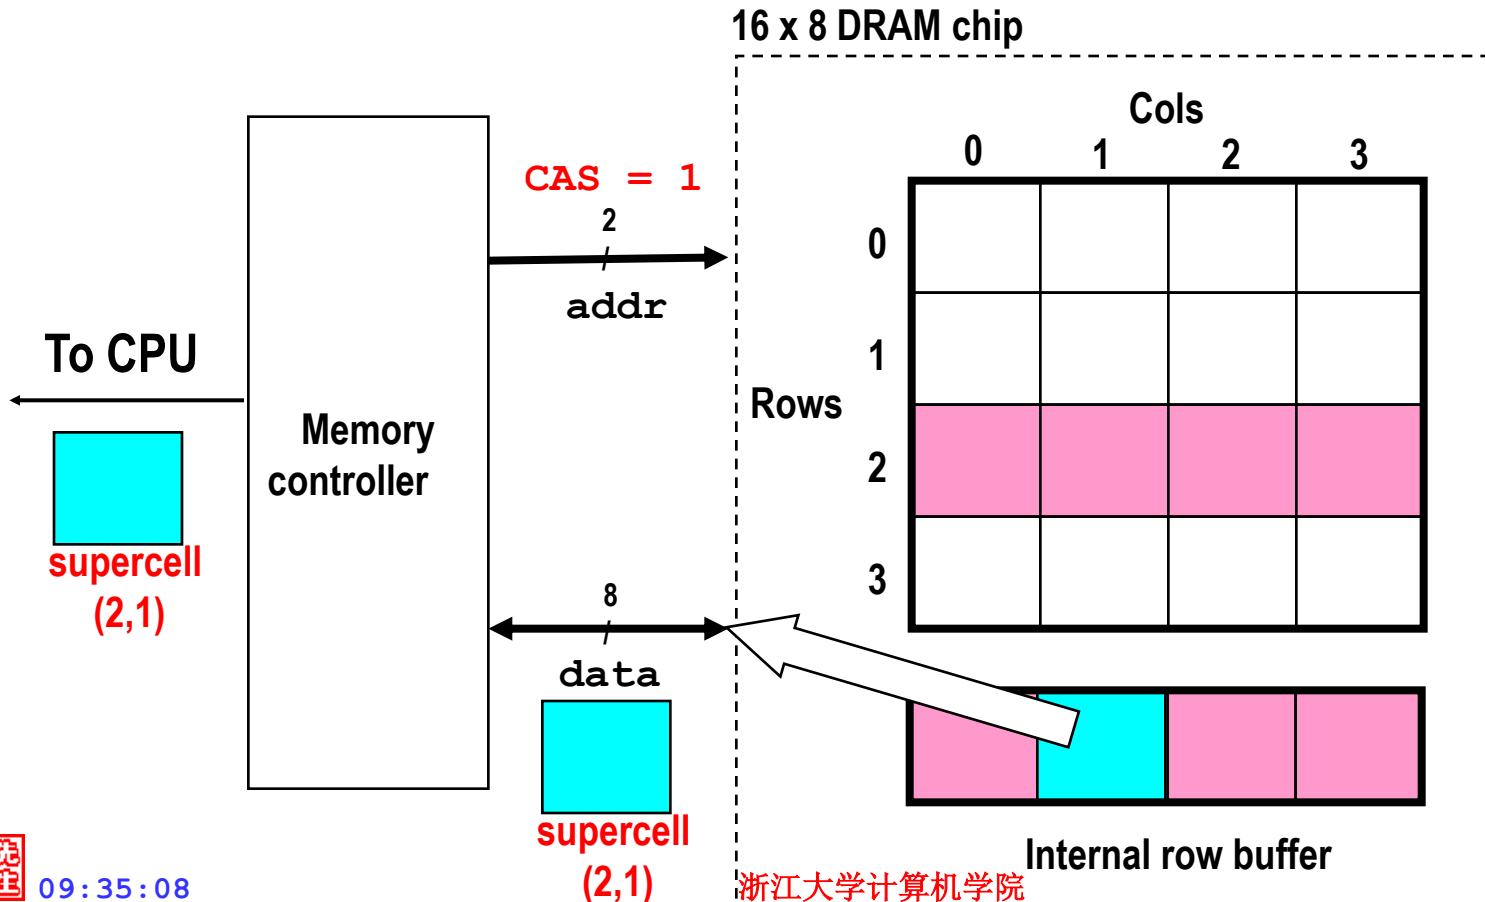 16 x 8 DRAM chip
Cols
0 1 2 3
CAS = 1
2
addr
0
1
2
3
Rows
To CPU
Memory
controller
supercell
(2,1)
8
data
supercell
(2,1)
Internal row buffer
09:35:08
浙江大学计算机学院